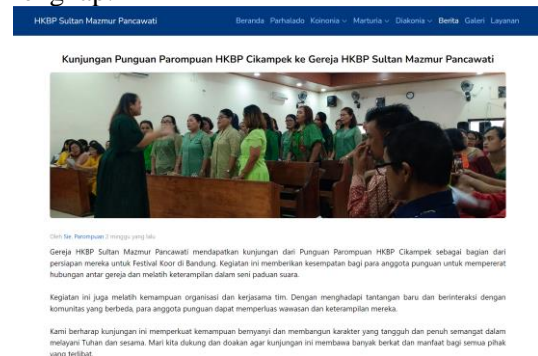 HKBP Sultan Mazmur Pancawati
Beranda Parhalado Koinonia Marturia Diakonia Berita Galeri Layanan
Kunjungan Punguan Parompuan HKBP Cikampek ke Gereja HKBP Sultan Mazmur Pancawati
Oleh Sie. Parompuan 2 minggu yang lalu
Gereja HKBP Sultan Mazmur Pancawati mendapatkan kunjungan dari Punguan Parompuan HKBP Cikampek sebagai bagian dari
persiapan mereka untuk Festival Koor di Bandung. Kegiatan ini memberikan kesempatan bagi para anggota punguan untuk mempererat
hubungan antar gereja dan melatih keterampilan dalam seni paduan suara.
Kegiatan ini juga melatih kemampuan organisasi dan kerjasama tim. Dengan menghadapi tantangan baru dan berinteraksi dengan
komunitas yang berbeda, para anggota punguan dapat memperluas wawasan dan keterampilan mereka.
Kami berharap kunjungan ini memperkuat kemampuan bernyanyi dan membangun karakter yang tangguh dan penuh semangat dalam
melayani Tuhan dan sesama. Mari kita dukung dan doakan agar kunjungan ini membawa banyak berkat dan manfaat bagi semua pihak
yang terlibat.